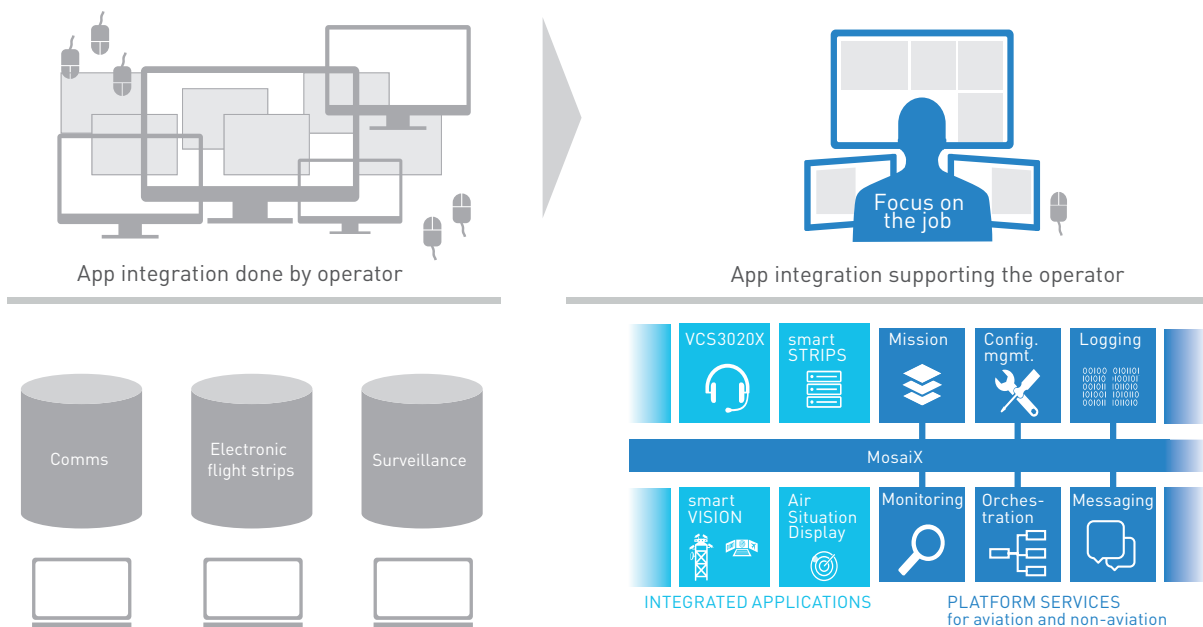 Focus on
the job
App integration done by operator
App integration supporting the operator
Comms
Electronic
flight strips
Surveillance
VCS3020X
smart
STRIPS
Mission
Config.
mgmt.
Logging
00100 010110
MosaiX
smart
VISION
Air
Situation
Display
Monitoring
Orches-
tration
Messaging
INTEGRATED APPLICATIONS
PLATFORM SERVICES
for aviation and non-aviation